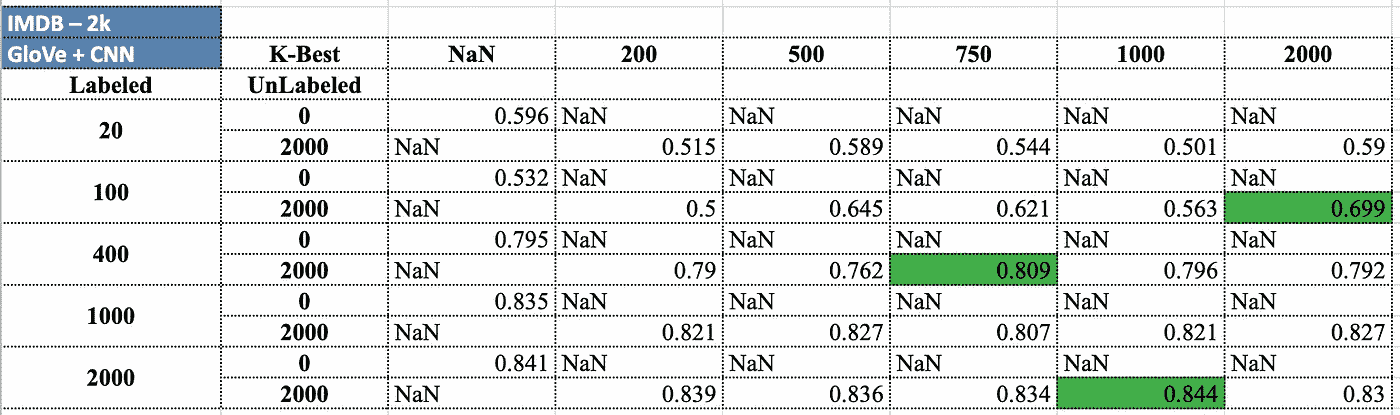 IMDB – 2k
GloVe + CNN K-Best NaN 200 500 750 1000 2000
Labeled UnLabeled
20 0 0.596 NaN NaN NaN NaN NaN
2000 NaN 0.515 0.589 0.544 0.501 0.59
100 0 0.532 NaN NaN NaN NaN NaN
2000 NaN 0.5 0.645 0.621 0.563 0.699
400 0 0.795 NaN NaN NaN NaN NaN
2000 NaN 0.79 0.762 0.809 0.796 0.792
1000 0 0.835 NaN NaN NaN NaN NaN
2000 NaN 0.821 0.827 0.807 0.821 0.827
2000 0 0.841 NaN NaN NaN NaN NaN
2000 NaN 0.839 0.836 0.834 0.844 0.83